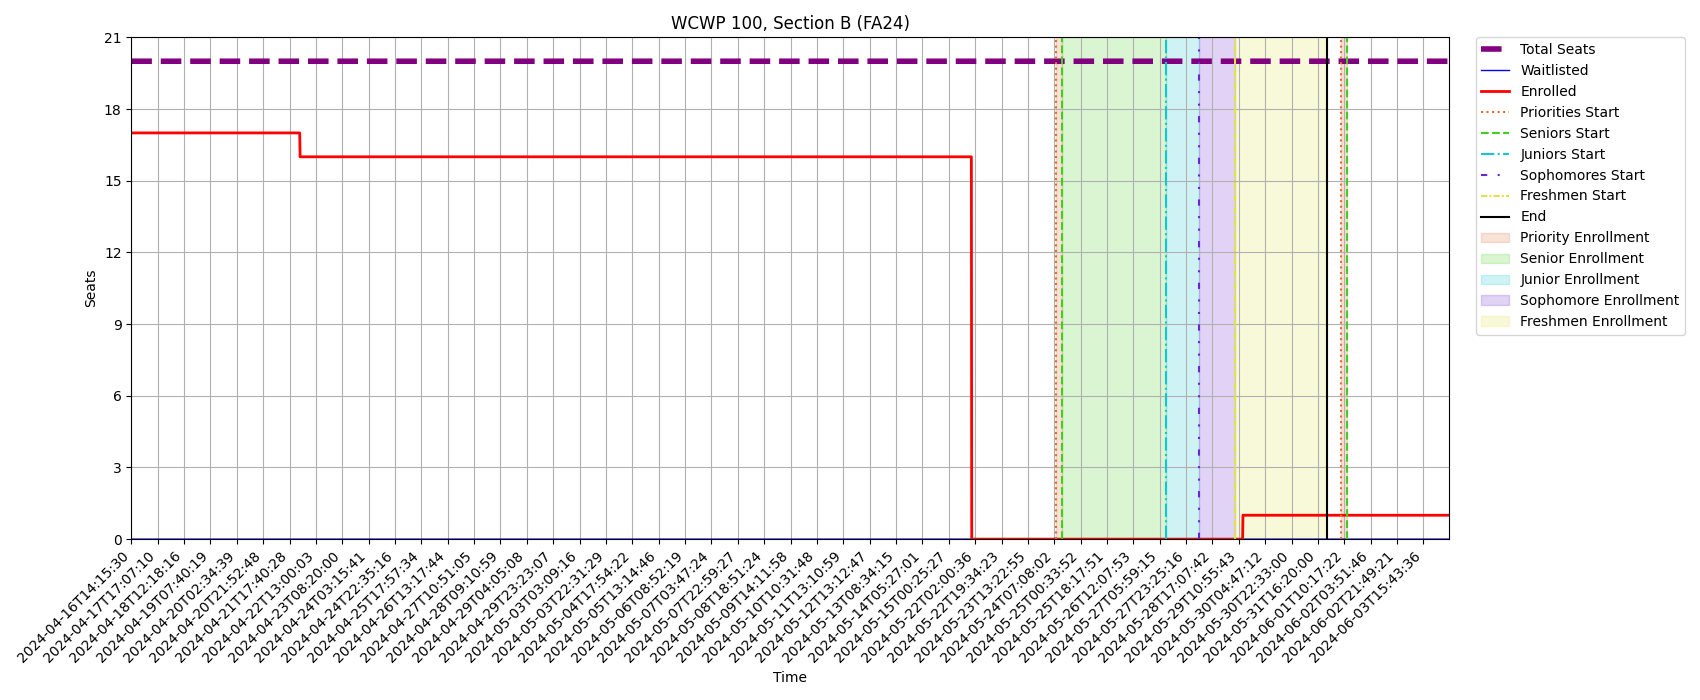 WCWP 100, Section B (FA24)
21
18
15
12
9
6
3
0
Seats
2024-04-16T14:15:30
2024-04-17T17:07:10
2024-04-18T12:18:16
2024-04-19T07:40:19
2024-04-20T02:34:39
2024-04-20T21:52:48
2024-04-21T17:40:28
2024-04-22T13:00:03
2024-04-23T08:20:00
2024-04-24T03:15:41
2024-04-24T22:35:16
2024-04-25T17:57:34
2024-04-26T13:17:44
2024-04-27T10:51:05
2024-04-28T09:10:59
2024-04-29T04:05:08
2024-04-29T23:23:07
2024-05-03T03:09:16
2024-05-03T22:31:29
2024-05-04T17:54:22
2024-05-05T13:14:46
2024-05-06T08:52:19
2024-05-07T03:47:24
2024-05-07T22:59:27
2024-05-08T18:51:24
2024-05-09T14:11:58
2024-05-10T10:31:48
2024-05-11T13:10:59
2024-05-12T13:12:47
2024-05-13T08:34:15
2024-05-14T05:27:01
2024-05-15T00:25:27
2024-05-22T02:00:36
2024-05-22T19:34:23
2024-05-23T13:22:55
2024-05-24T07:08:02
2024-05-25T00:33:52
2024-05-25T18:17:51
2024-05-26T12:07:53
2024-05-27T05:59:15
2024-05-27T23:25:16
2024-05-28T17:07:42
2024-05-29T10:55:43
2024-05-30T04:47:12
2024-05-30T22:33:00
2024-05-31T16:20:00
2024-06-01T10:17:22
2024-06-02T03:51:46
2024-06-02T21:49:21
2024-06-03T15:43:36
Time
Total Seats
Waitlisted
Enrolled
Priorities Start
Seniors Start
Juniors Start
Sophomores Start
Freshmen Start
End
Priority Enrollment
Senior Enrollment
Junior Enrollment
Sophomore Enrollment
Freshmen Enrollment